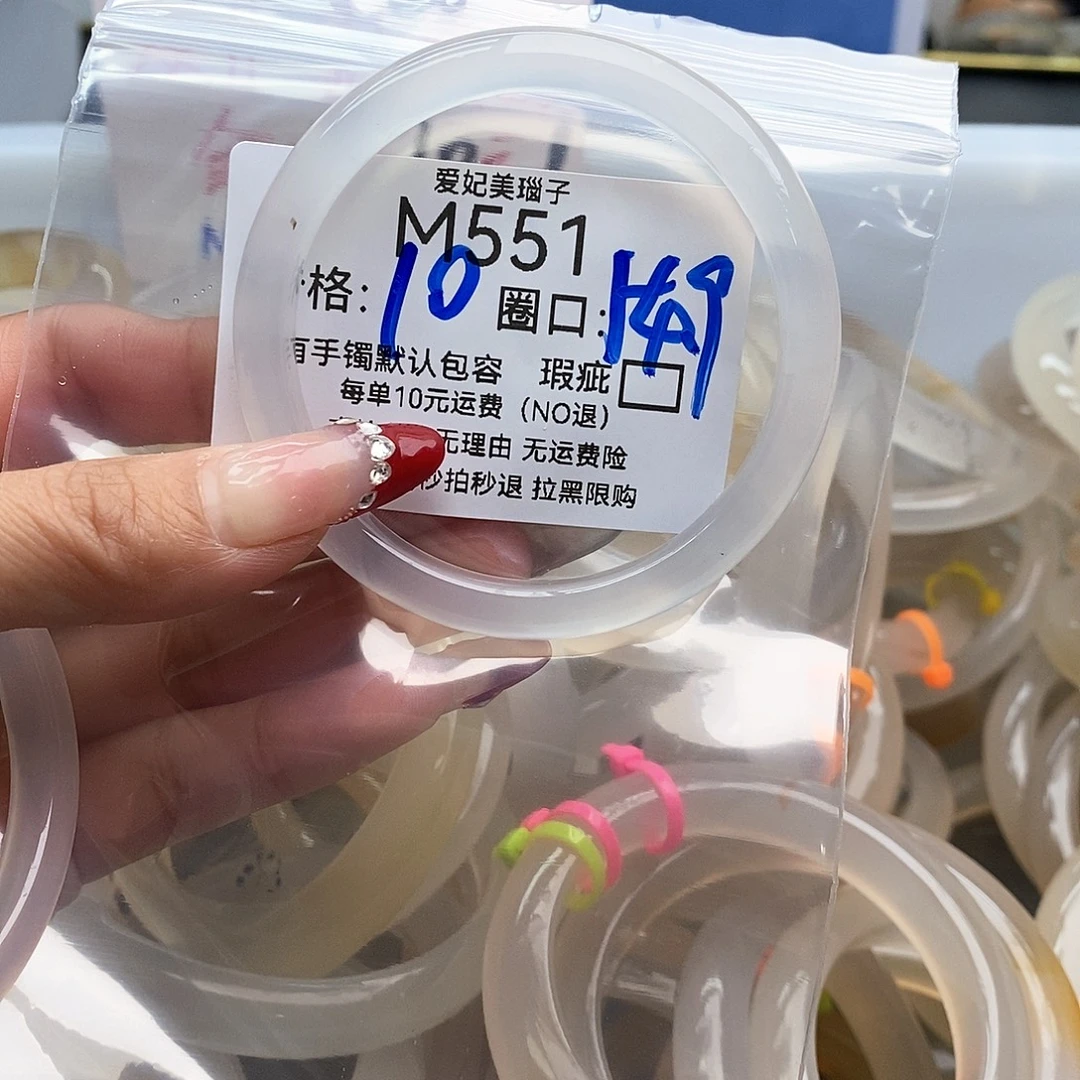 爱妃美瑙子
M551
格: 10 圈口:
有手镯默认包容 瑕疵
每单10元运费 (NO退)
无理由 无运费险
秒拍秒退 拉黑限购